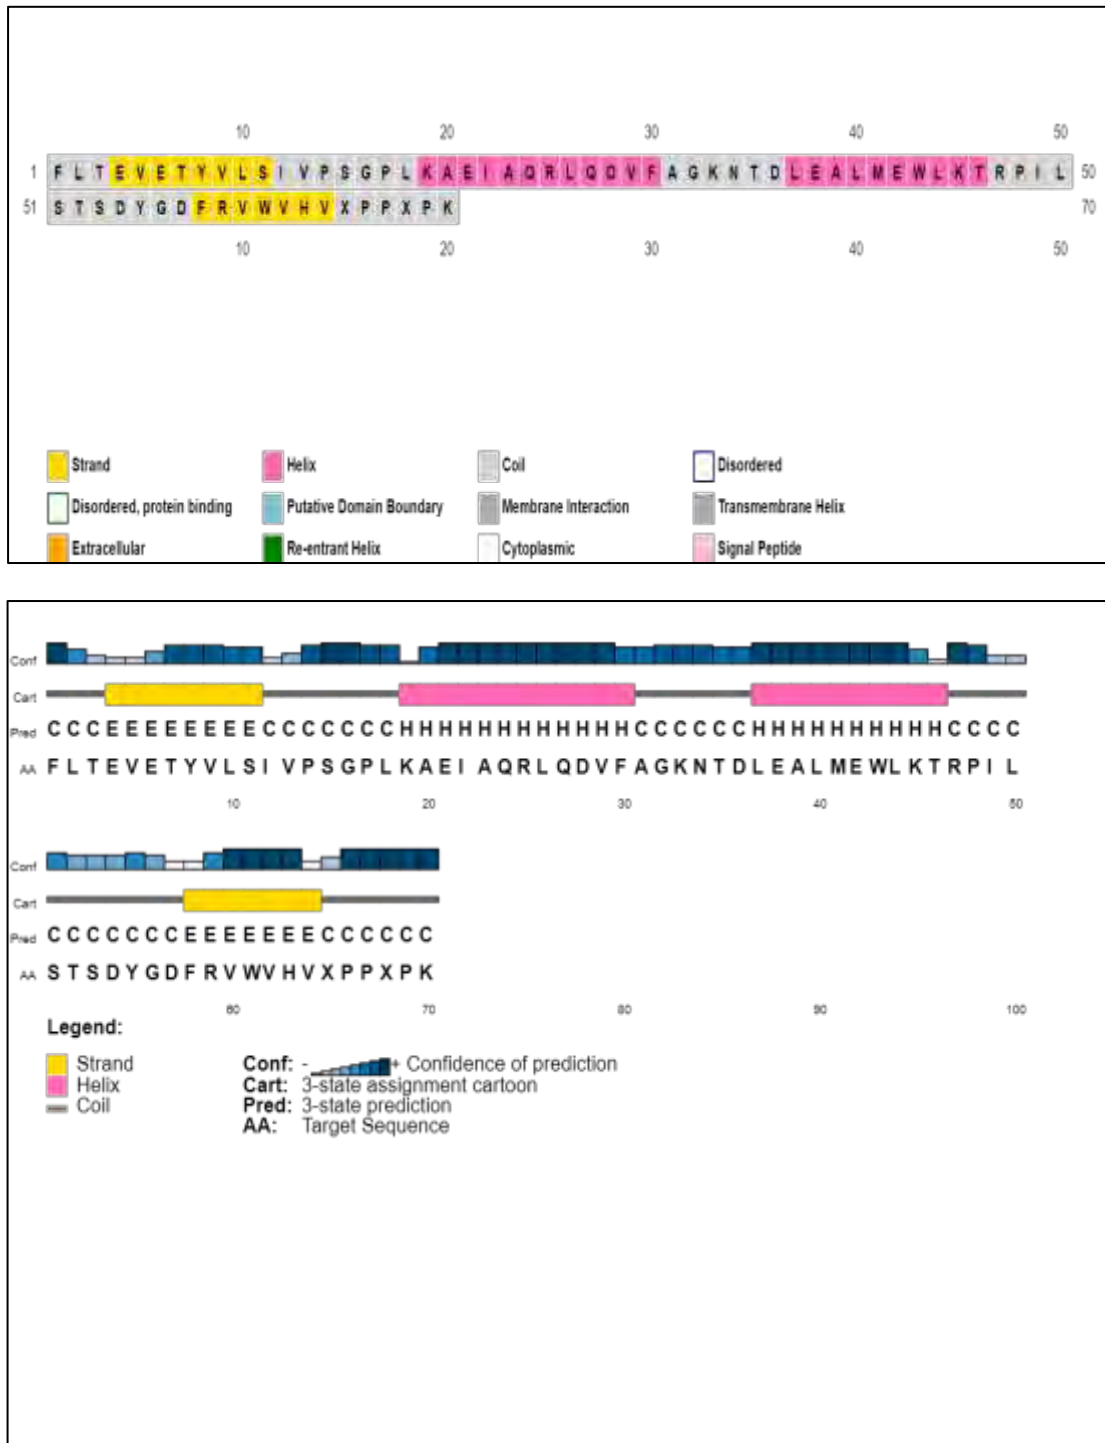 10 20 30 40 50
1 F L T E V E T Y V L S I V P S G P L K A E I A Q R L Q D V F A G K N T D L E A L M E W L K T R P I L 50
51 S T S D Y G D F R V W V H V X P P X P K 70
10 20 30 40 50
Strand Helix Coil Disordered
Disordered, protein binding Putative Domain Boundary Membrane Interaction Transmembrane Helix
Extracellular Re-entrant Helix Cytoplasmic Signal Peptide
Conf
Cart
Pred C C C E E E E E E E E C C C C C C C H H H H H H H H H H H H C C C C C C H H H H H H H H H H C C C C
AA F L T E V E T Y V L S I V P S G P L K A E I A Q R L Q D V F A G K N T D L E A L M E W L K T R P I L
10 20 30 40 50
Conf
Cart
Pred C C C C C C C E E E E E E E C C C C C C
AA S T S D Y G D F R V W V H V X P P X P K
60 70 80 90 100
Legend:
Strand Conf: - + Confidence of prediction
Helix Cart: 3-state assignment cartoon
Coil Pred: 3-state prediction
AA: Target Sequence